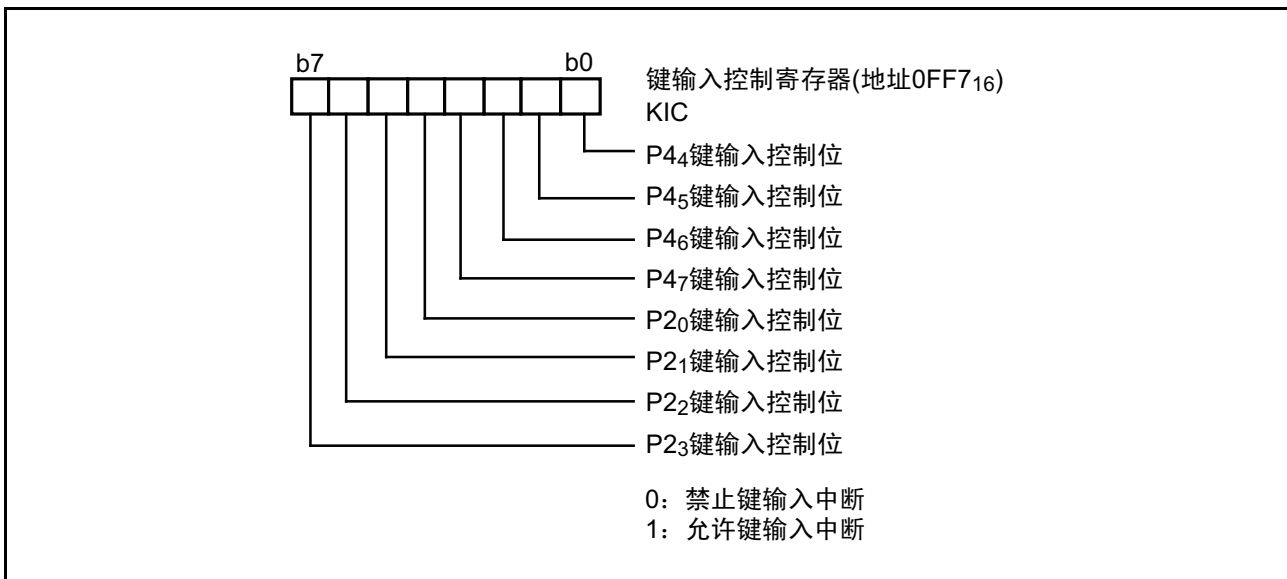 b7 b0
键输入控制寄存器(地址0FF7₁₆)
KIC
P4₄键输入控制位
P4₅键输入控制位
P4₆键输入控制位
P4₇键输入控制位
P2₀键输入控制位
P2₁键输入控制位
P2₂键输入控制位
P2₃键输入控制位
0：禁止键输入中断
1：允许键输入中断